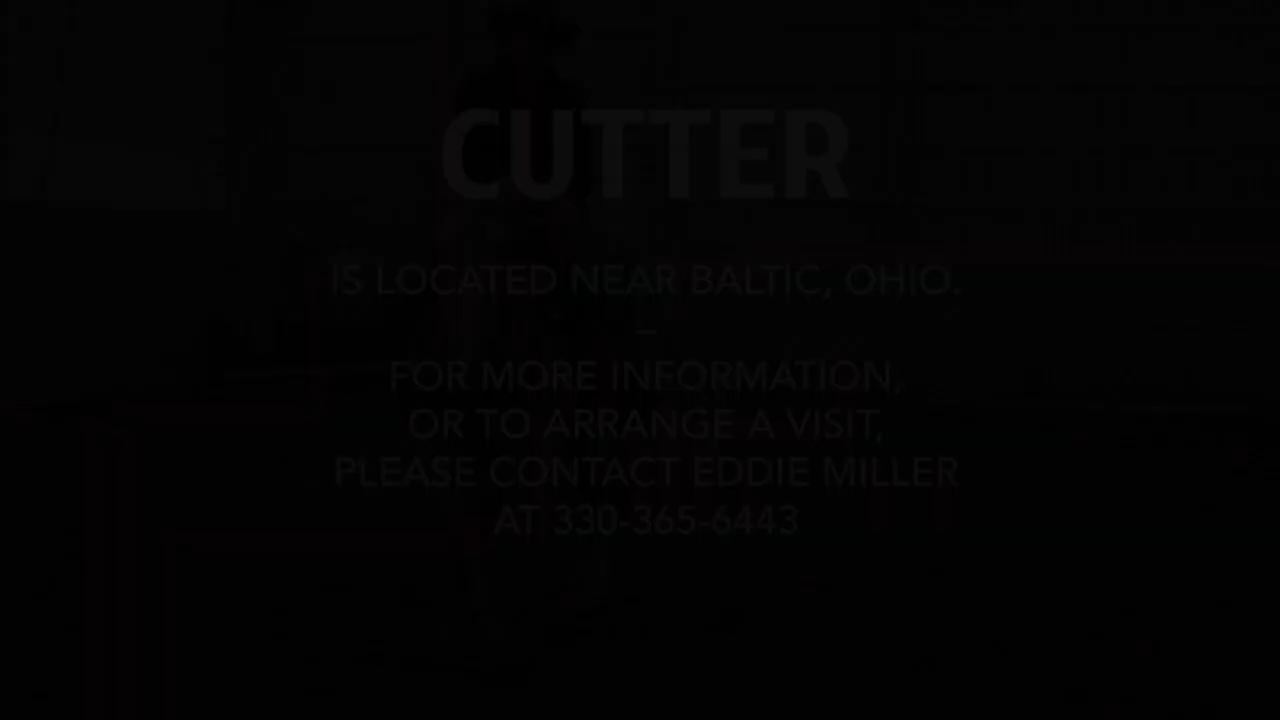 CUTTER
IS LOCATED NEAR BALTIC, OHIO.
–
FOR MORE INFORMATION,
OR TO ARRANGE A VISIT,
PLEASE CONTACT EDDIE MILLER
AT 330-365-6443